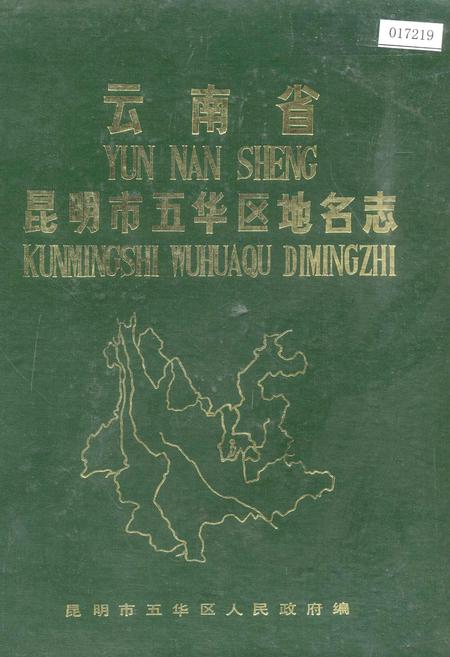 017219
云南省
YUN NAN SHENG
昆明市五华区地名志
KUNMINGSHI WUHUAQU DIMINGZHI
昆明市五华区人民政府编